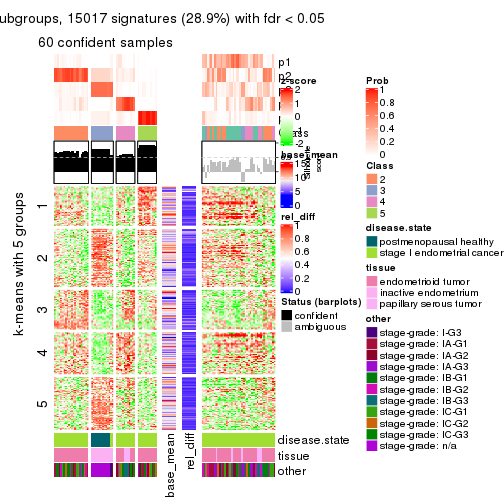 ubgroups, 15017 signatures (28.9%) with fdr < 0.05
60 confident samples
p1
p2
z-score
2
1
0
-1
-2
base_mean
15
10
5
0
rel_diff
1
0.8
0.6
0.4
0.2
0
Status (barplots)
confident
ambiguous
k-means with 5 groups
1
2
3
4
5
disease.state
tissue
other
base_mean
rel_diff
Prob
1
0.8
0.6
0.4
0.2
0
Class
2
3
4
5
disease.state
postmenopausal healthy
stage I endometrial cancer
tissue
endometrioid tumor
inactive endometrium
papillary serous tumor
other
stage-grade: I-G3
stage-grade: IA-G1
stage-grade: IA-G2
stage-grade: IA-G3
stage-grade: IB-G1
stage-grade: IB-G2
stage-grade: IB-G3
stage-grade: IC-G1
stage-grade: IC-G2
stage-grade: IC-G3
stage-grade: n/a